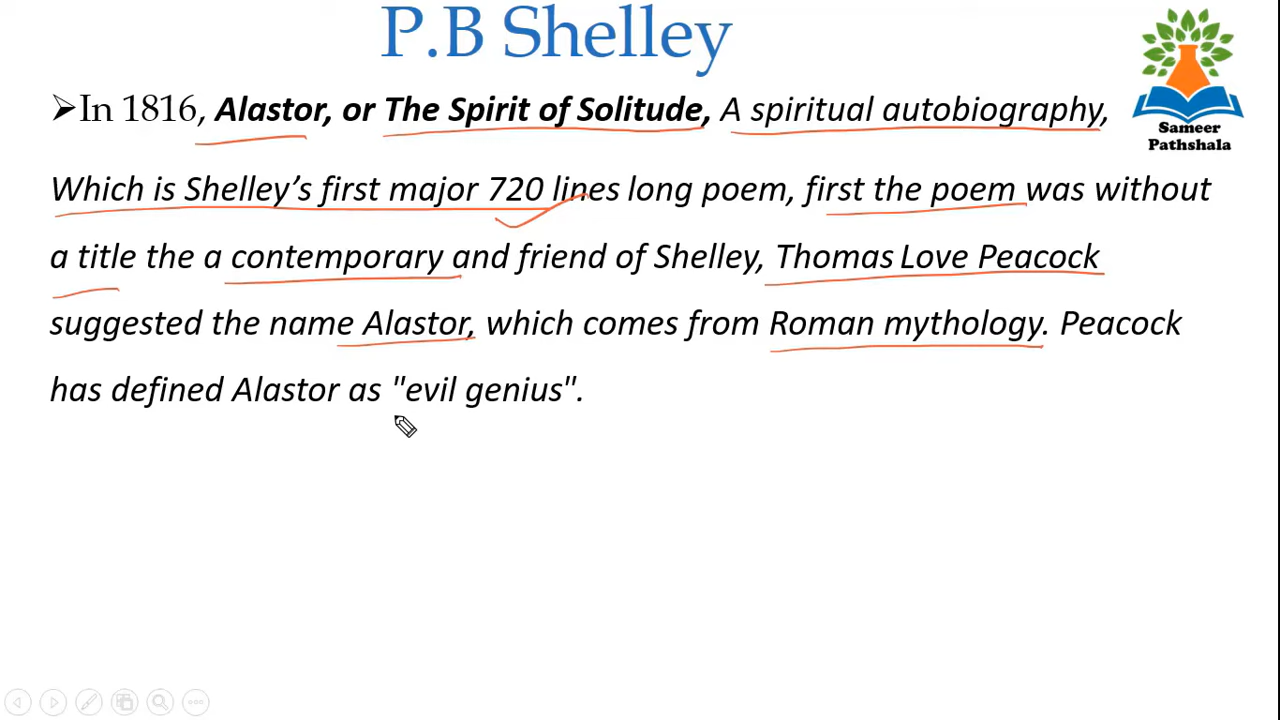 P.B Shelley
➢In 1816, Alastor, or The Spirit of Solitude, A spiritual autobiography,
Which is Shelley’s first major 720 lines long poem, first the poem was without
a title the a contemporary and friend of Shelley, Thomas Love Peacock
suggested the name Alastor, which comes from Roman mythology. Peacock
has defined Alastor as "evil genius".
Sameer
Pathshala